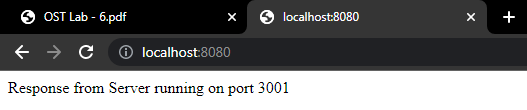 OST Lab - 6.pdf
localhost:8080
localhost:8080
Response from Server running on port 3001